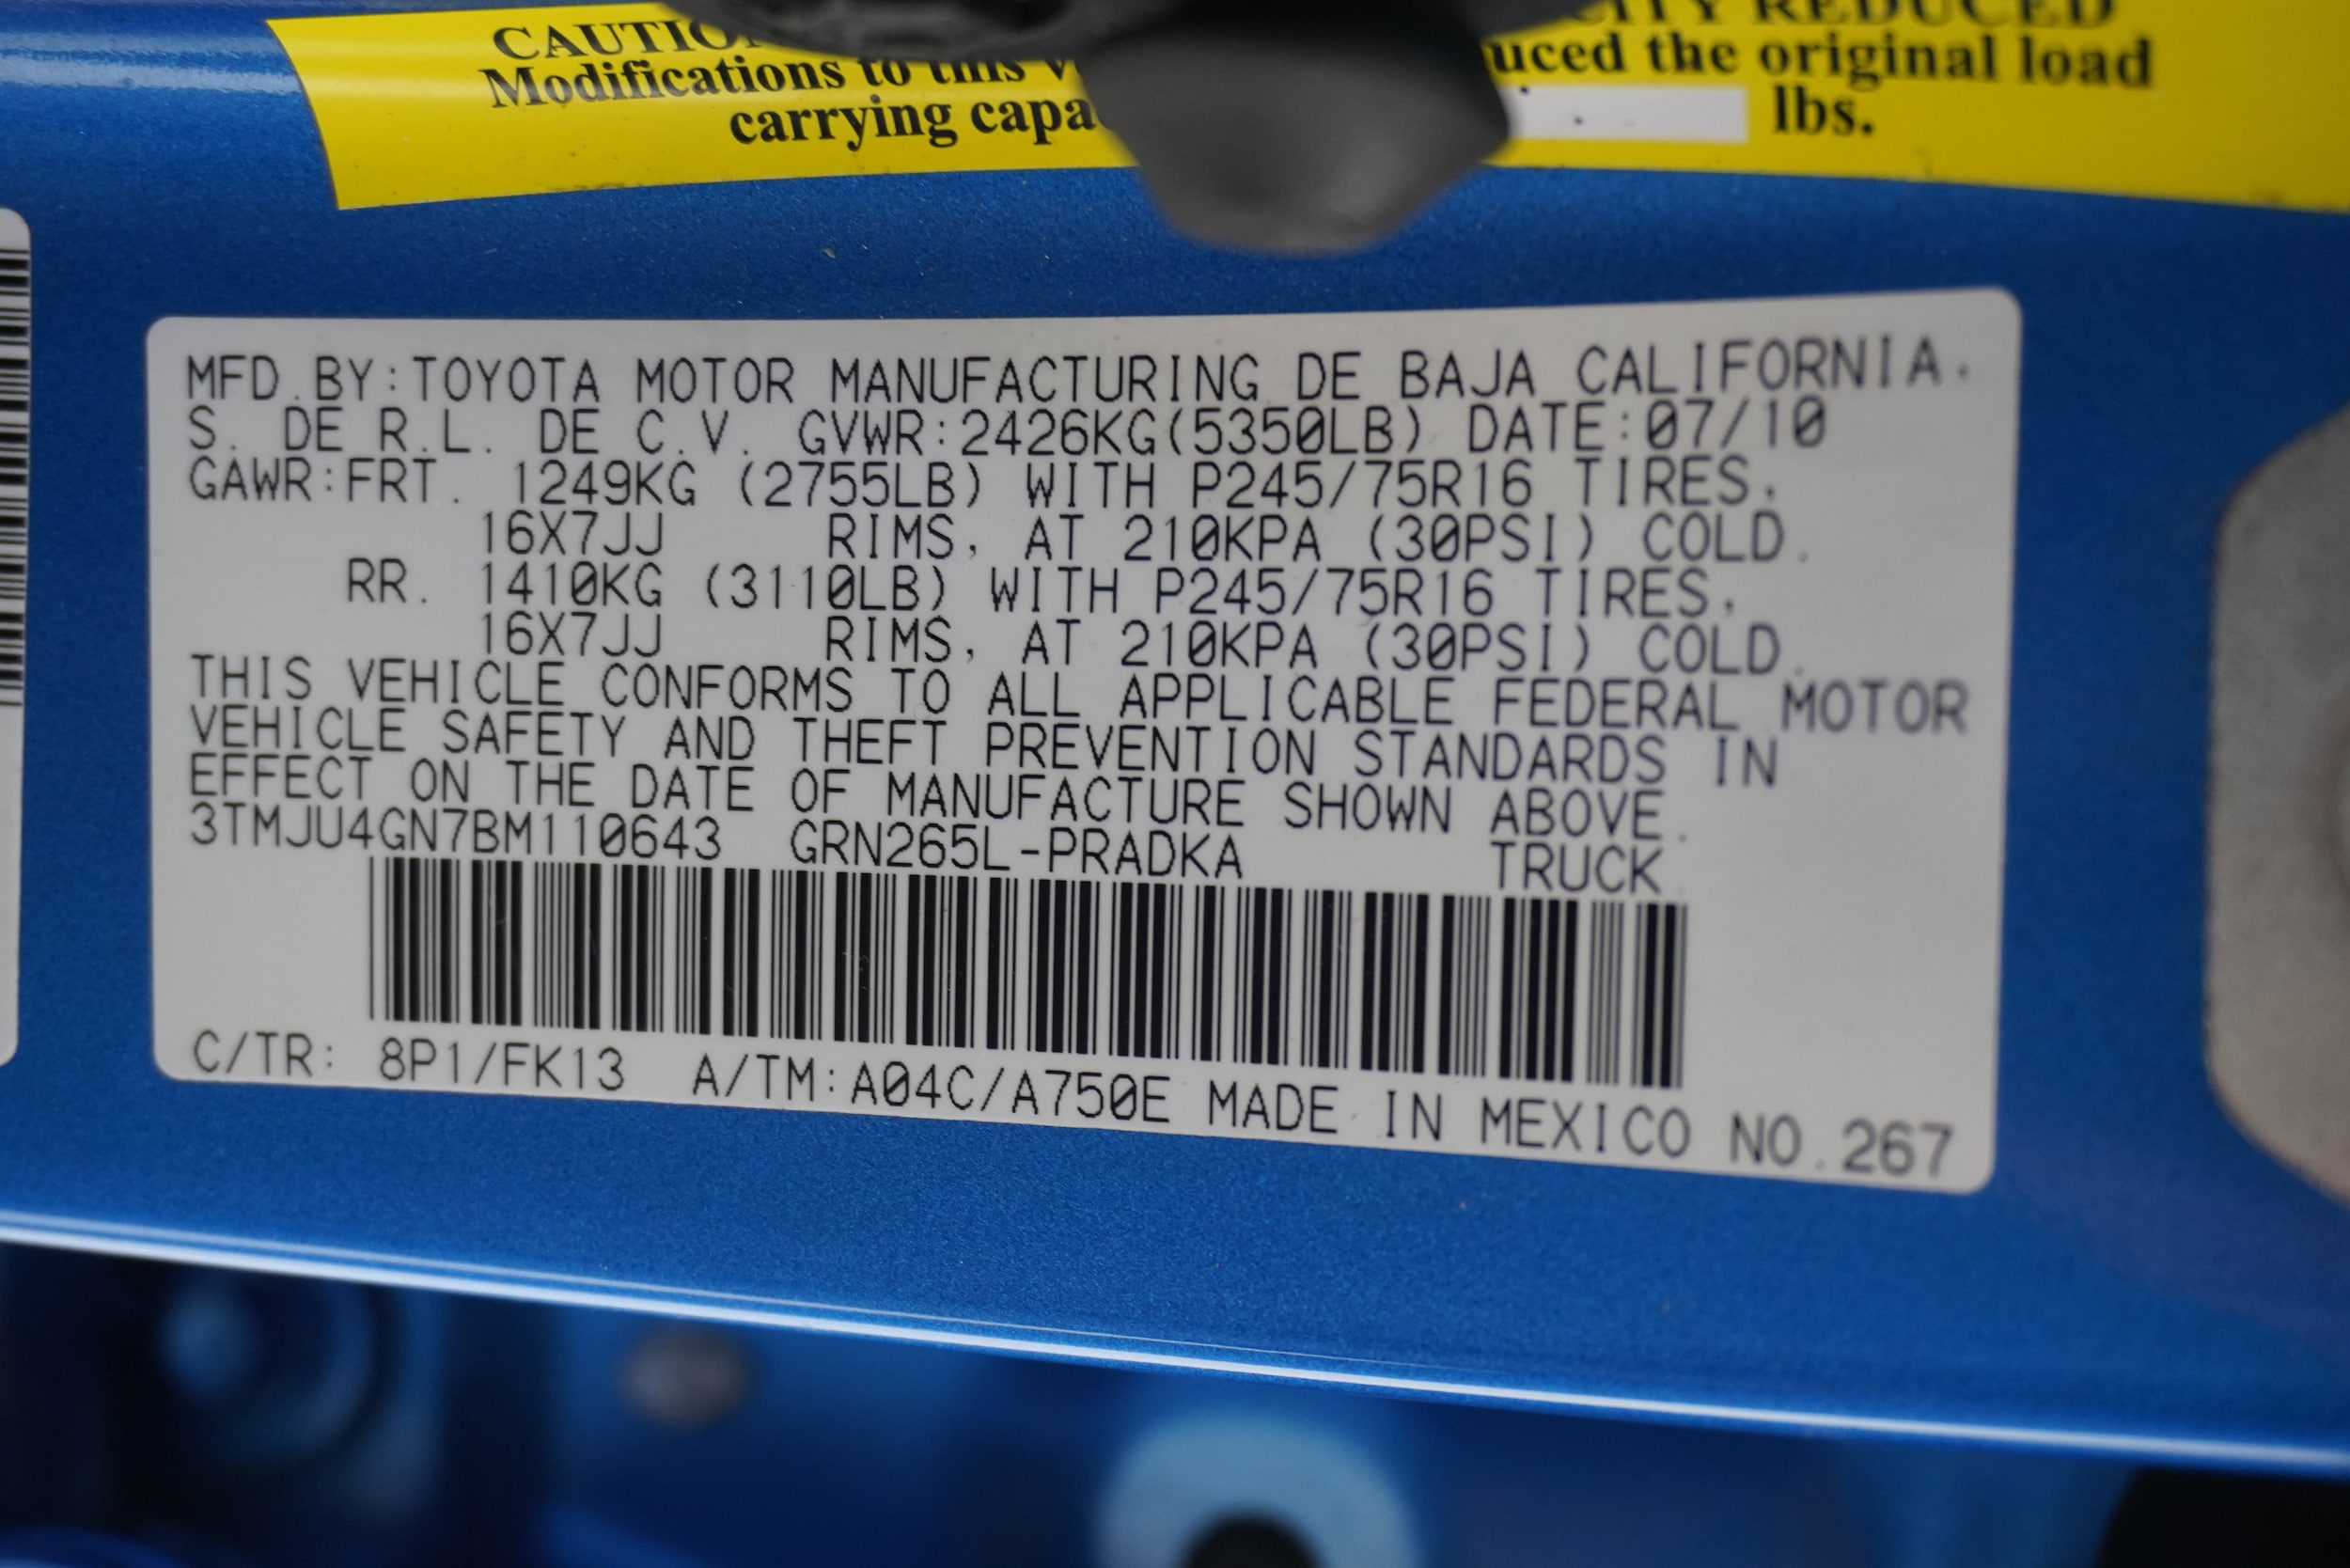 CAUTIO
CITY REDUCED
Modifications to this v
uced the original load
carrying capa
lbs.
MFD.BY:TOYOTA MOTOR MANUFACTURING DE BAJA CALIFORNIA.
S. DE R.L. DE C.V. GVWR:2426KG(5350LB) DATE:07/10
GAWR:FRT. 1249KG (2755LB) WITH P245/75R16 TIRES,
16X7JJ RIMS, AT 210KPA (30PSI) COLD.
RR. 1410KG (3110LB) WITH P245/75R16 TIRES,
16X7JJ RIMS, AT 210KPA (30PSI) COLD.
THIS VEHICLE CONFORMS TO ALL APPLICABLE FEDERAL MOTOR
VEHICLE SAFETY AND THEFT PREVENTION STANDARDS IN
EFFECT ON THE DATE OF MANUFACTURE SHOWN ABOVE.
3TMJU4GN7BM110643 GRN265L-PRADKA TRUCK
C/TR: 8P1/FK13 A/TM:A04C/A750E MADE IN MEXICO NO.267